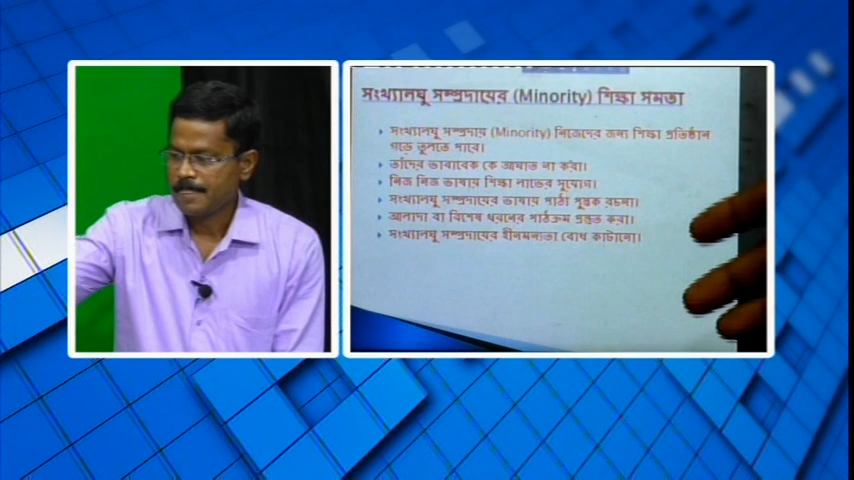 সংখ্যালঘু সম্প্রদায়ের (Minority) শিক্ষা সমতা
সংখ্যালঘু সম্প্রদায় (Minority) নিজেদের জন্য শিক্ষা প্রতিষ্ঠান
গড়ে তুলতে পারে।
তাঁদের ভাবাবেক কে আঘাত না করা।
নিজ নিজ ভাষায় শিক্ষা লাভের সুযোগ।
সংখ্যালঘু সম্প্রদায়ের ভাষায় পাঠ্য পুস্তক রচনা।
আলাদা বা বিশেষ ধরনের পাঠক্রম প্রস্তুত করা।
সংখ্যালঘু সম্প্রদায়ের হীনমন্যতা বোধ কাটানো।